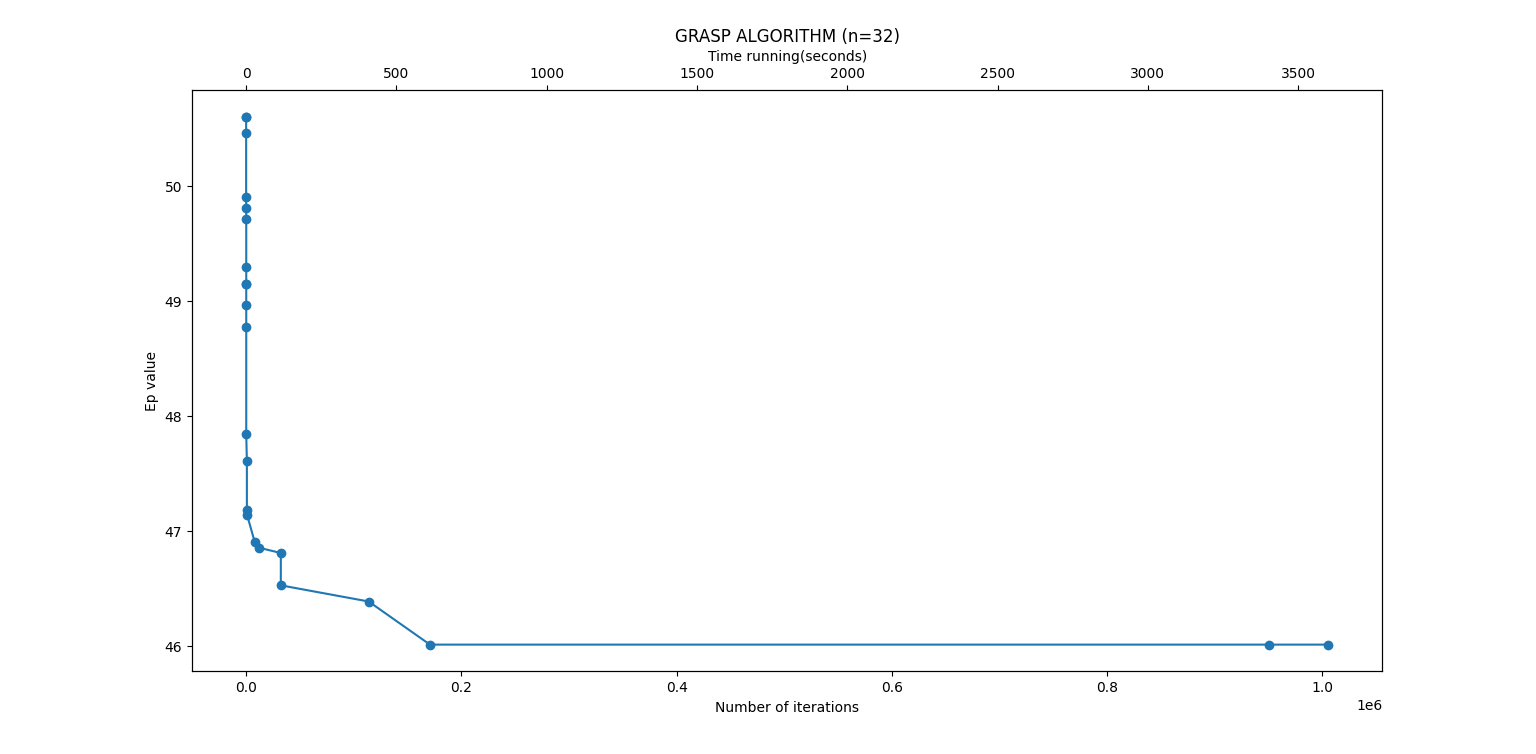 GRASP ALGORITHM (n=32)
Time running(seconds)
0 500 1000 1500 2000 2500 3000 3500
50
49
48
47
46
Ep value
0.0 0.2 0.4 0.6 0.8 1.0
1e6
Number of iterations